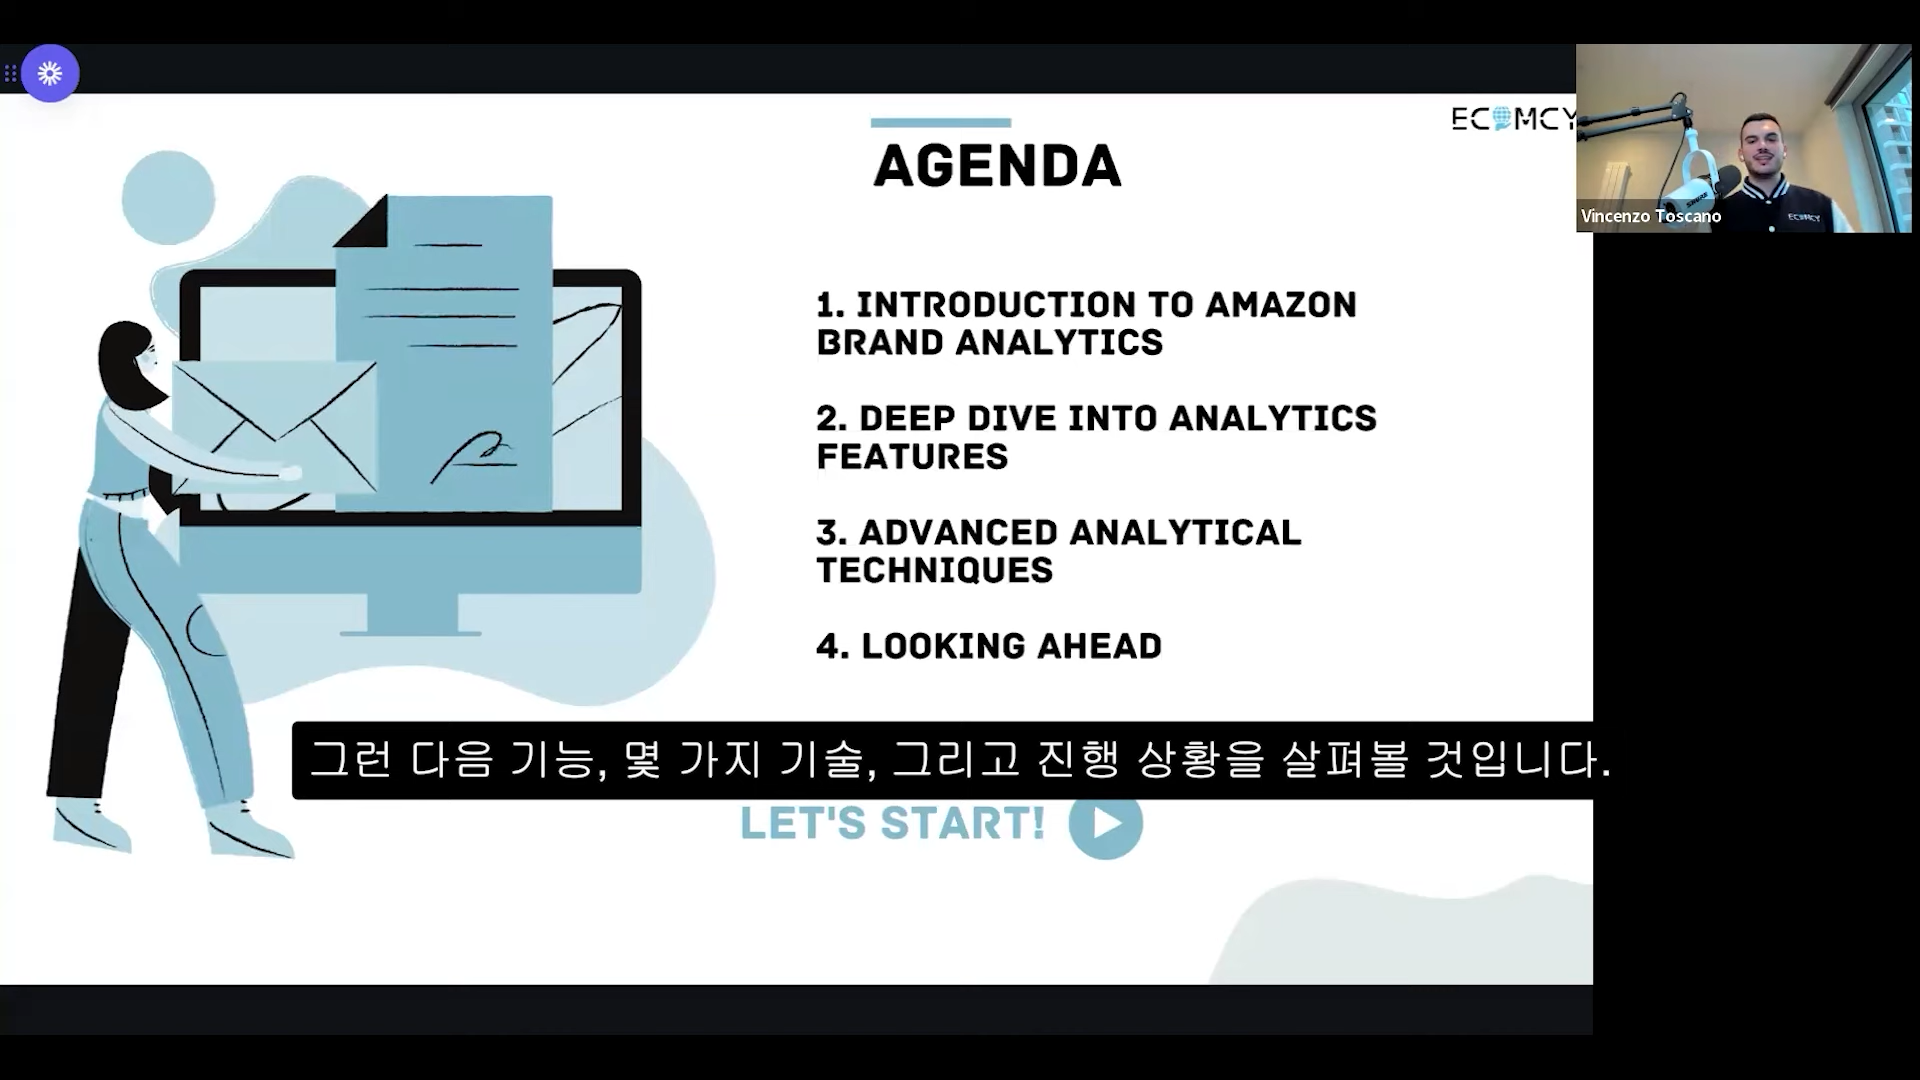 ECOMCY
AGENDA
Vincenzo Toscano
SHURE
ECOMCY
1. INTRODUCTION TO AMAZON
BRAND ANALYTICS
2. DEEP DIVE INTO ANALYTICS
FEATURES
3. ADVANCED ANALYTICAL
TECHNIQUES
4. LOOKING AHEAD
그런 다음 기능, 몇 가지 기술, 그리고 진행 상황을 살펴볼 것입니다.
LET'S START!